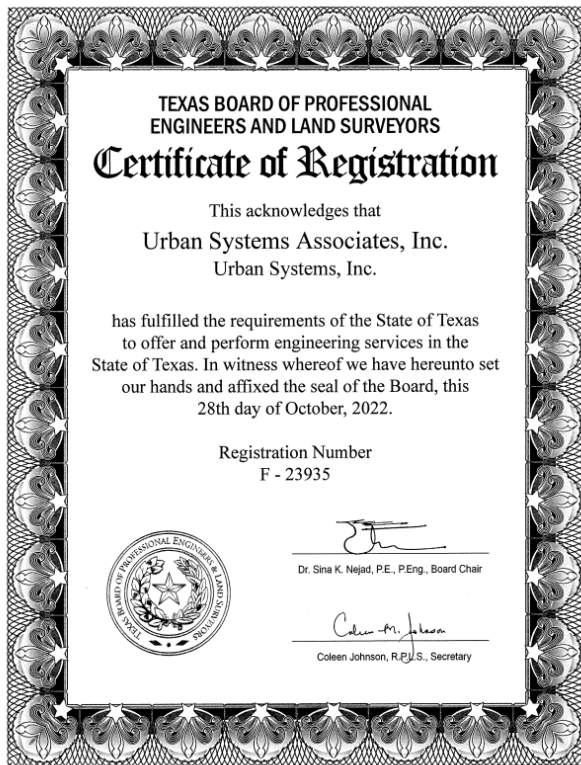 TEXAS BOARD OF PROFESSIONAL
ENGINEERS AND LAND SURVEYORS
Certificate of Registration
This acknowledges that
Urban Systems Associates, Inc.
Urban Systems, Inc.
has fulfilled the requirements of the State of Texas
to offer and perform engineering services in the
State of Texas. In witness whereof we have hereunto set
our hands and affixed the seal of the Board, this
28th day of October, 2022.
Registration Number
F - 23935
TEXAS BOARD OF PROFESSIONAL ENGINEERS & LAND SURVEYORS
Dr. Sina K. Nejad, P.E., P.Eng., Board Chair
Coleen M. Johnson
Coleen Johnson, R.P.L.S., Secretary